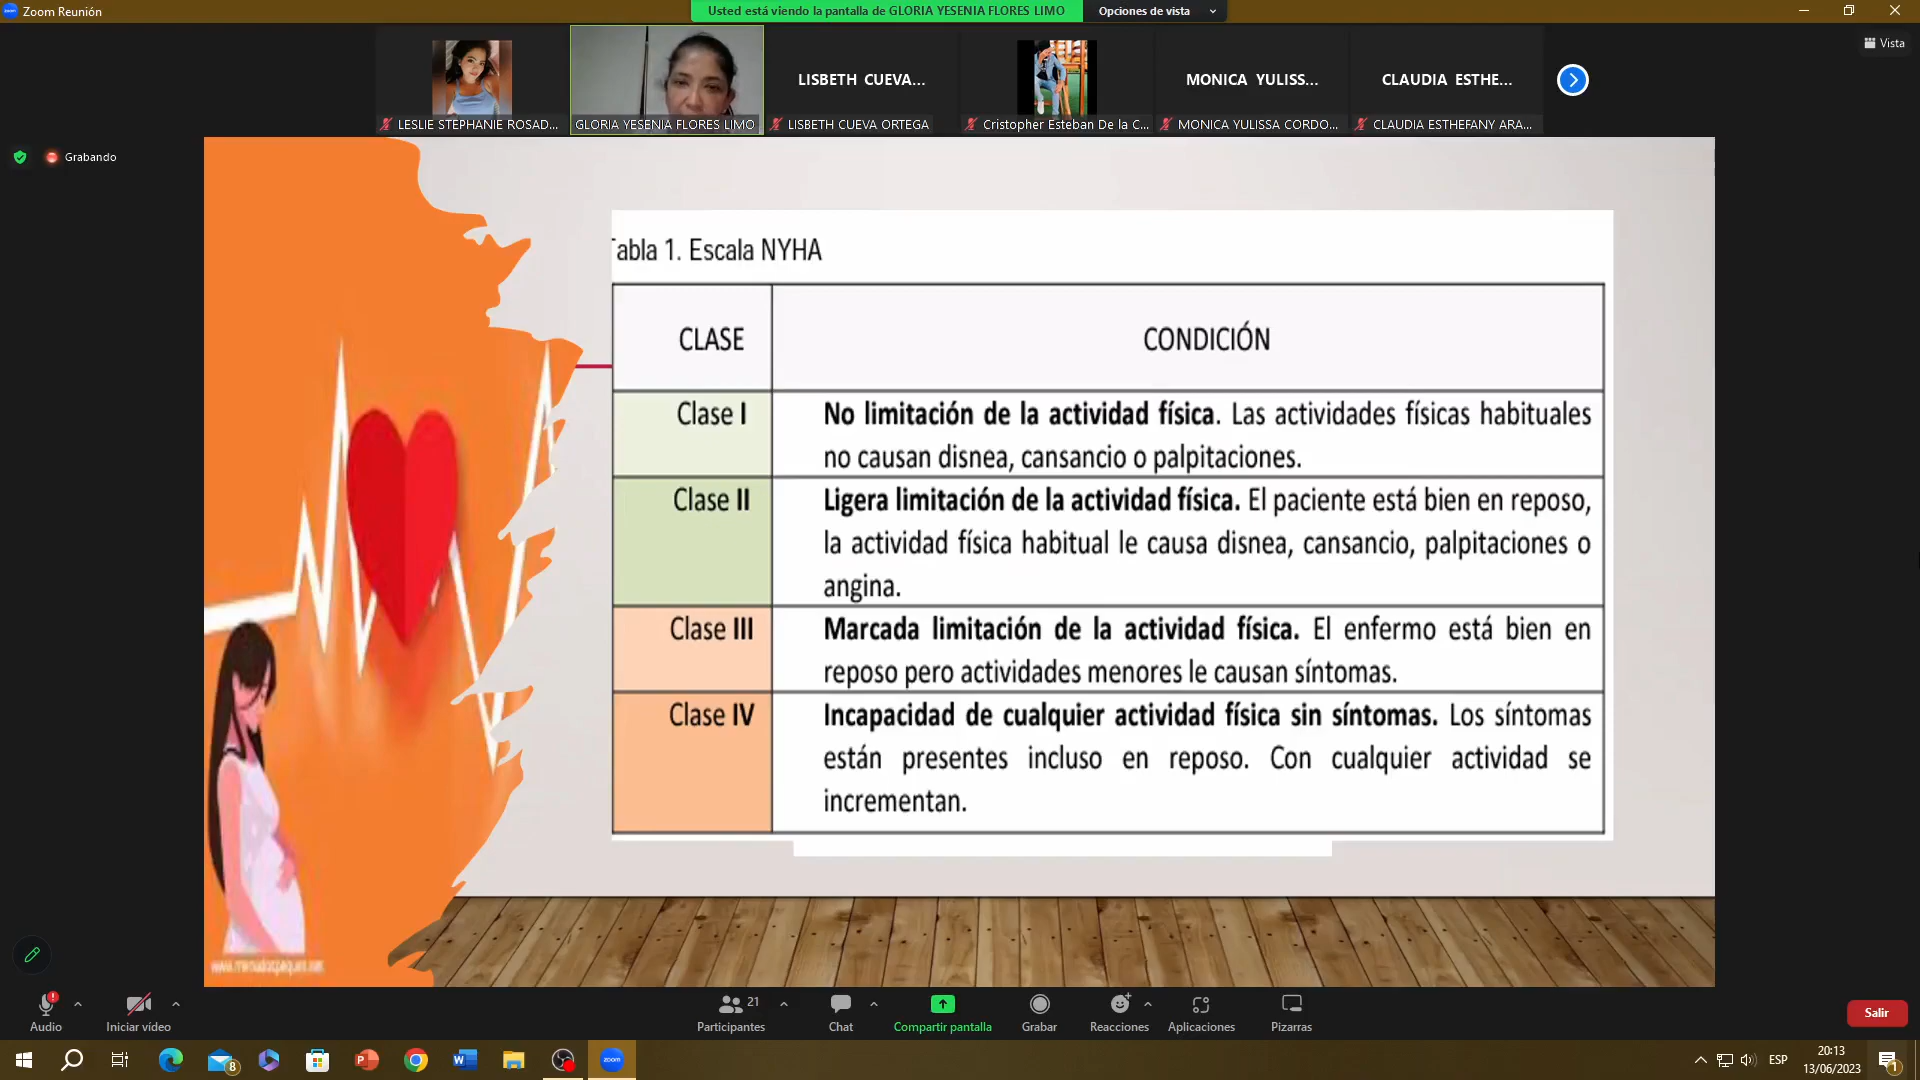 Zoom Reunión
Usted está viendo la pantalla de GLORIA YESENIA FLORES LIMO
Opciones de vista
Vista
LISBETH CUEVA...
MONICA YULISS...
CLAUDIA ESTHE...
LESLIE STEPHANIE ROSAD...
GLORIA YESENIA FLORES LIMO
LISBETH CUEVA ORTEGA
Cristopher Esteban De la C...
MONICA YULISSA CORDO...
CLAUDIA ESTHEFANY ARA...
Grabando
Tabla 1. Escala NYHA
CLASE
CONDICIÓN
Clase I
No limitación de la actividad física. Las actividades físicas habituales
no causan disnea, cansancio o palpitaciones.
Clase II
Ligera limitación de la actividad física. El paciente está bien en reposo,
la actividad física habitual le causa disnea, cansancio, palpitaciones o
angina.
Clase III
Marcada limitación de la actividad física. El enfermo está bien en
reposo pero actividades menores le causan síntomas.
Clase IV
Incapacidad de cualquier actividad física sin síntomas. Los síntomas
están presentes incluso en reposo. Con cualquier actividad se
incrementan.
Audio
Iniciar vídeo
21
Participantes
Chat
Compartir pantalla
Grabar
Reacciones
Aplicaciones
Pizarras
Salir
8
zoom
ESP
20:13
13/06/2023
1